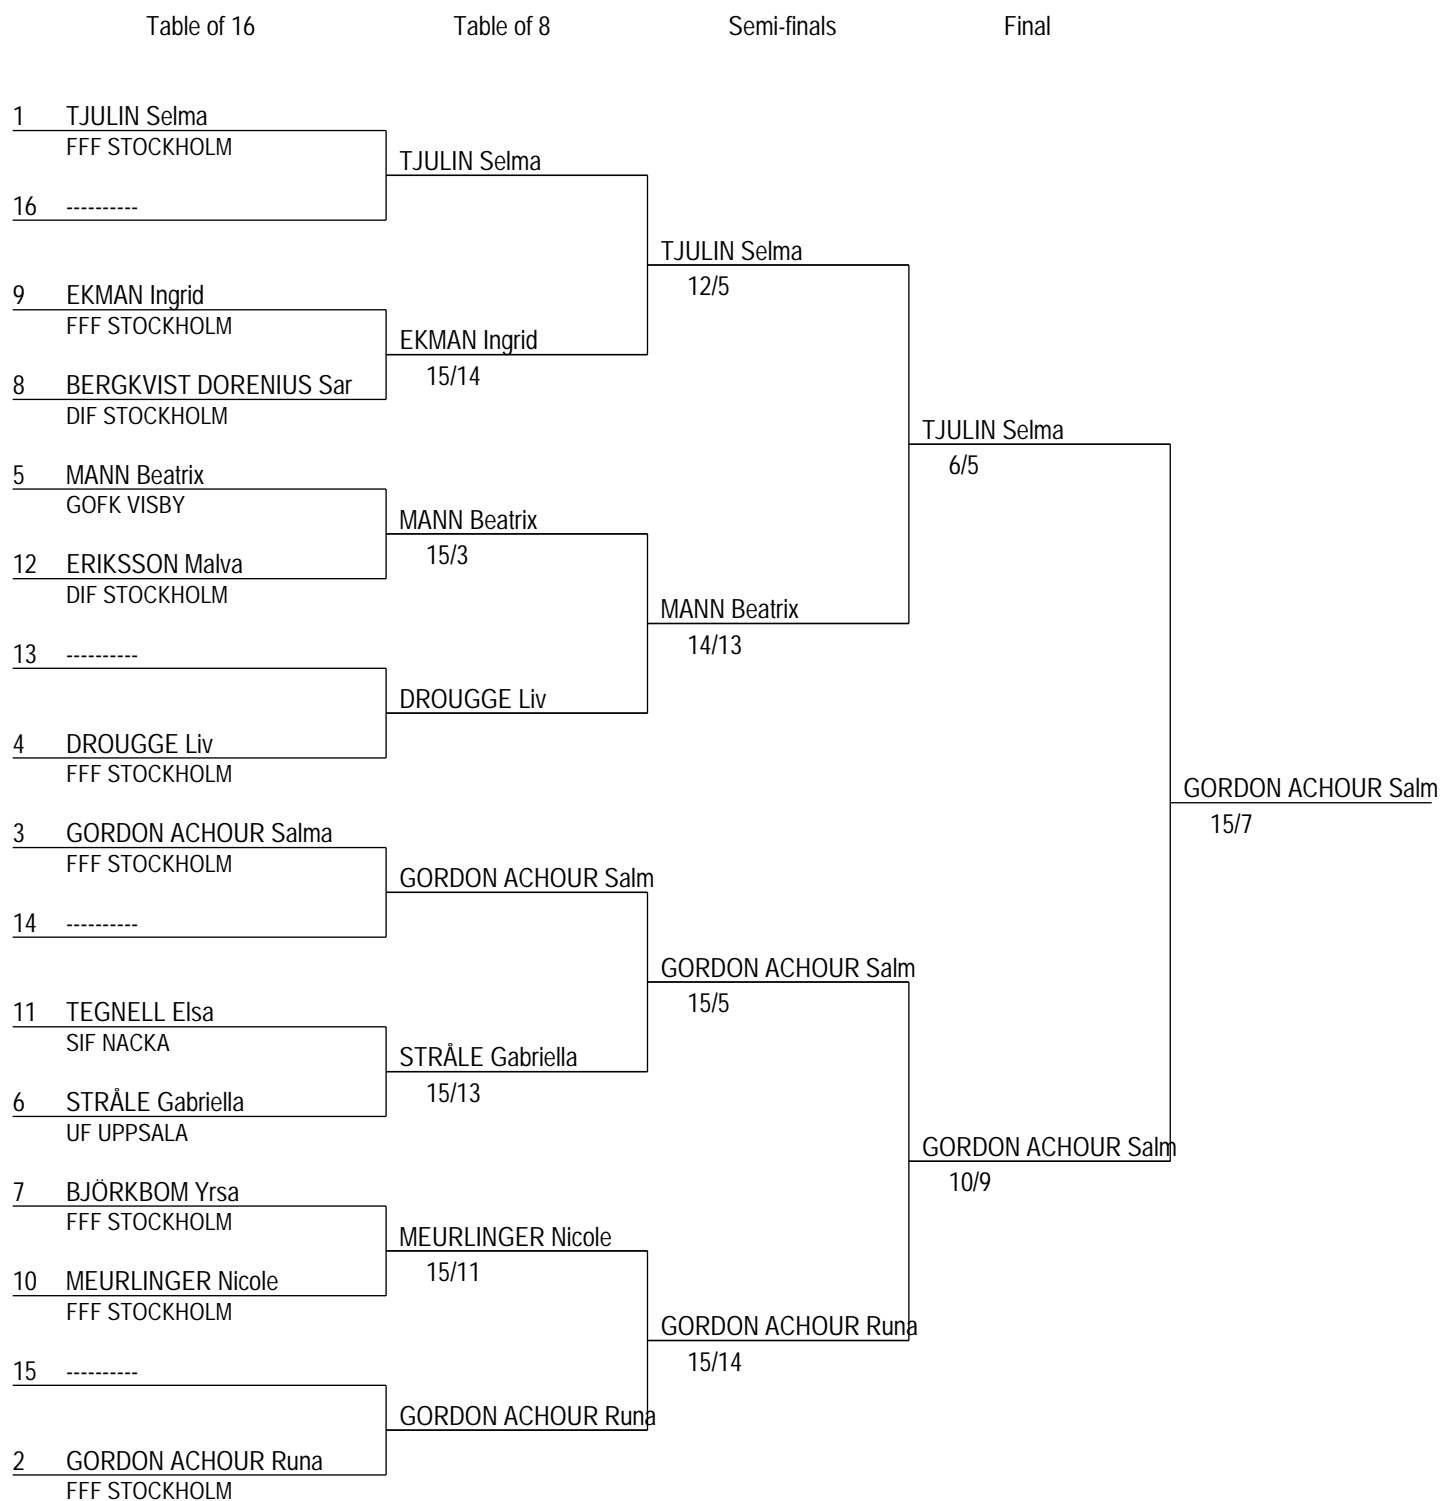 Table of 16 Table of 8 Semi-finals Final
1 TJULIN Selma
FFF STOCKHOLM
TJULIN Selma
16 ----------
TJULIN Selma
12/5
9 EKMAN Ingrid
FFF STOCKHOLM
EKMAN Ingrid
15/14
8 BERGKVIST DORENIUS Sar
DIF STOCKHOLM
TJULIN Selma
6/5
5 MANN Beatrix
GOFK VISBY
MANN Beatrix
15/3
12 ERIKSSON Malva
DIF STOCKHOLM
MANN Beatrix
14/13
13 ----------
DROUGGE Liv
4 DROUGGE Liv
FFF STOCKHOLM
GORDON ACHOUR Salm
15/7
3 GORDON ACHOUR Salma
FFF STOCKHOLM
GORDON ACHOUR Salm
14 ----------
GORDON ACHOUR Salm
15/5
11 TEGNELL Elsa
SIF NACKA
STRÅLE Gabriella
15/13
6 STRÅLE Gabriella
UF UPPSALA
GORDON ACHOUR Salm
10/9
7 BJÖRKBOM Yrsa
FFF STOCKHOLM
MEURLINGER Nicole
15/11
10 MEURLINGER Nicole
FFF STOCKHOLM
GORDON ACHOUR Runa
15/14
15 ----------
GORDON ACHOUR Runa
2 GORDON ACHOUR Runa
FFF STOCKHOLM